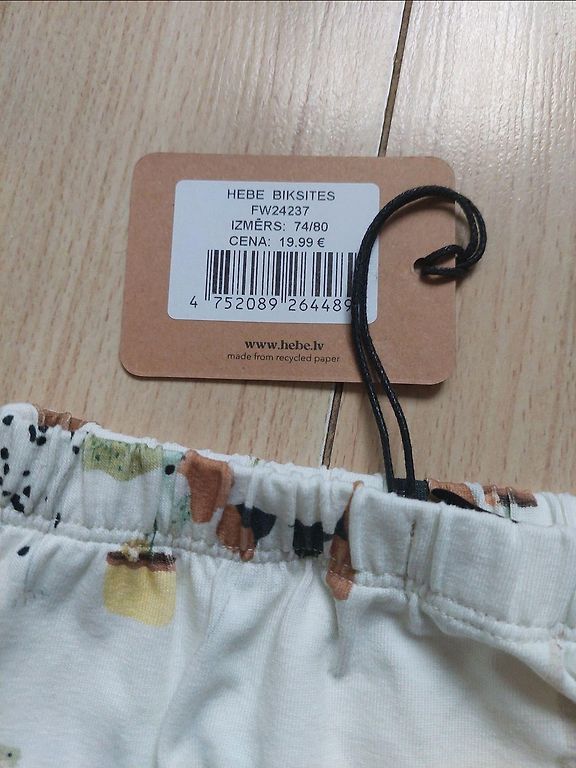 HEBE BIKSITES
FW24237
IZMĒRS: 74/80
CENA: 19.99 €
4 752089 264489
www.hebe.lv
made from recycled paper